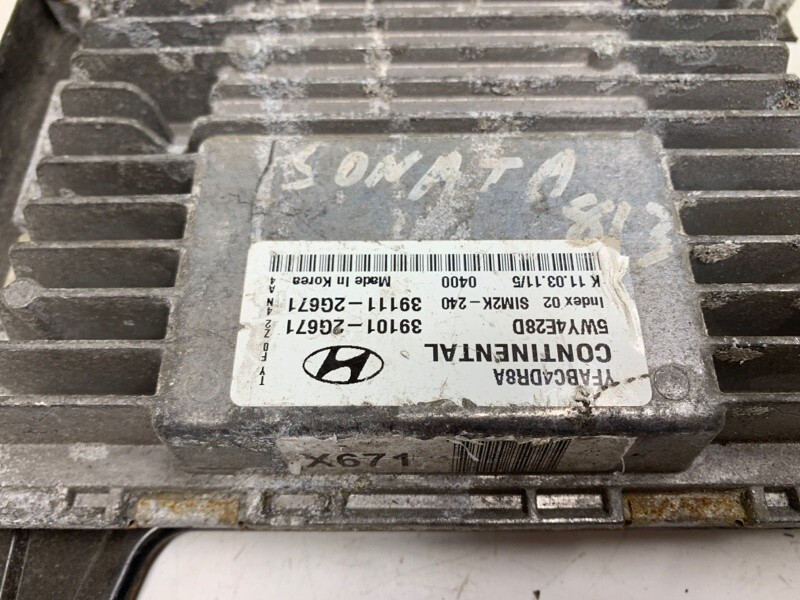 SONATA
813
YFABC4DR8A
CONTINENTAL
5WY4E28D 39101-2G671
Index 02 SIM2K-240 39111-2G671
K 11.03.11/5 0400 Made In Korea
X671